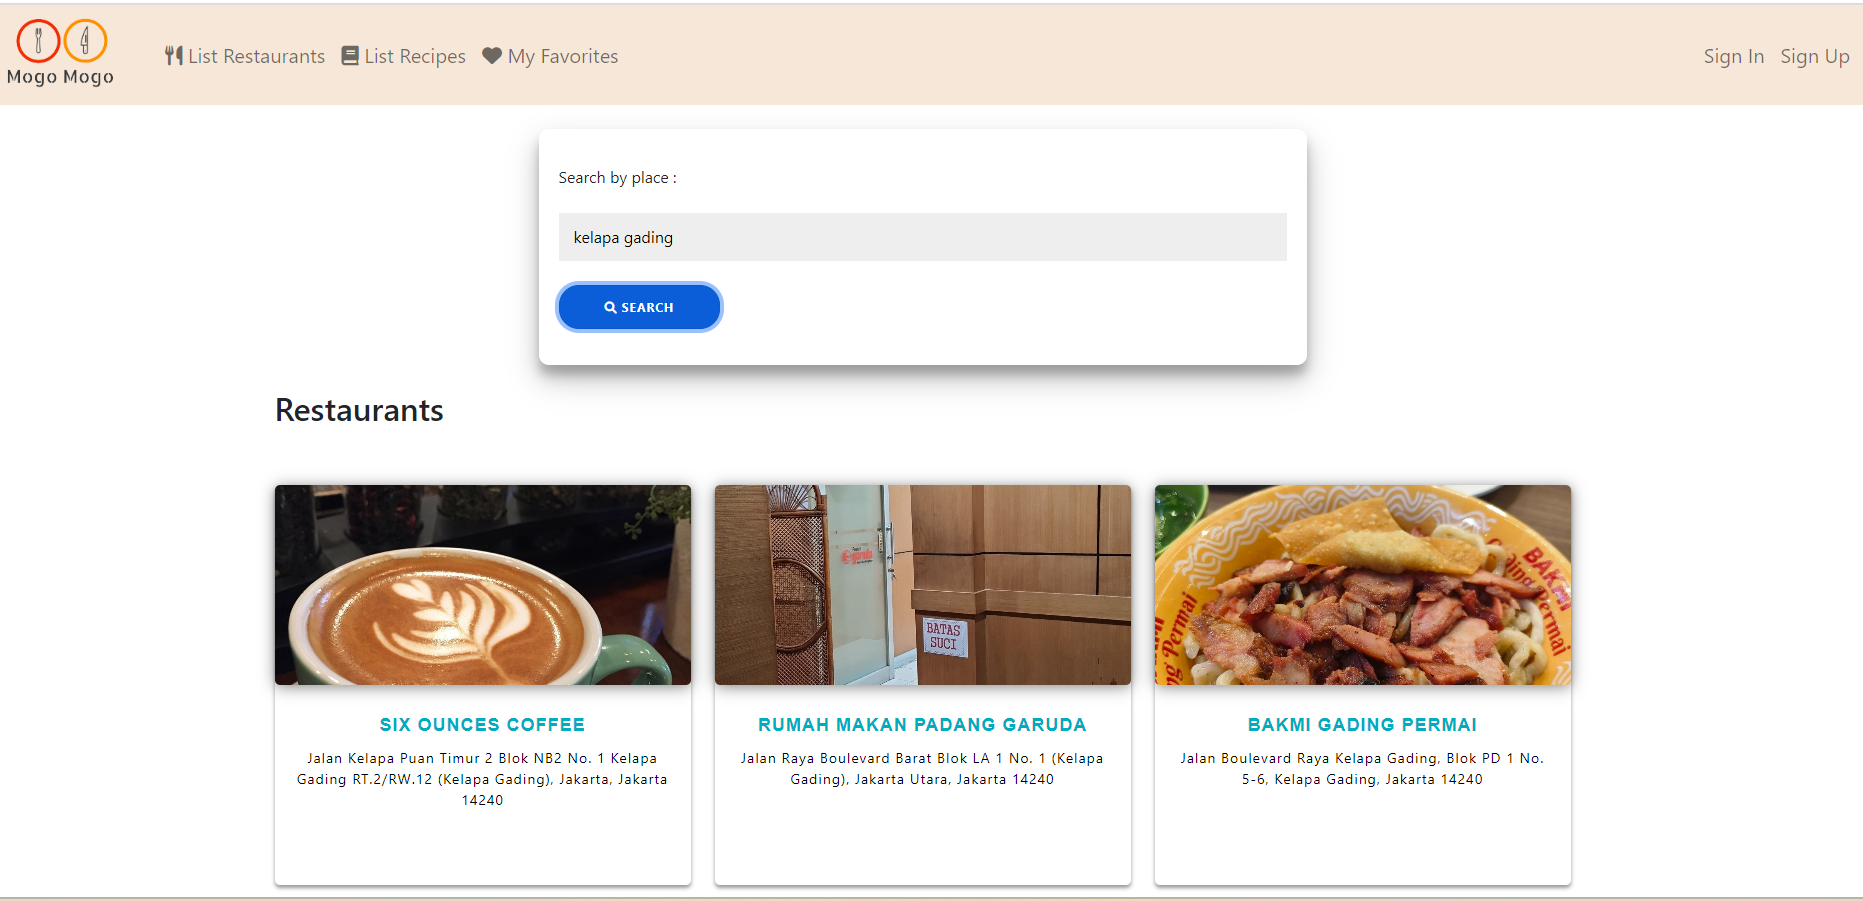 Mogo Mogo
List Restaurants List Recipes My Favorites
Sign In Sign Up
Search by place :
kelapa gading
SEARCH
Restaurants
BATAS
SUCI
BAKMI
Permai
Permai
SIX OUNCES COFFEE
Jalan Kelapa Puan Timur 2 Blok NB2 No. 1 Kelapa
Gading RT.2/RW.12 (Kelapa Gading), Jakarta, Jakarta
14240
RUMAH MAKAN PADANG GARUDA
Jalan Raya Boulevard Barat Blok LA 1 No. 1 (Kelapa
Gading), Jakarta Utara, Jakarta 14240
BAKMI GADING PERMAI
Jalan Boulevard Raya Kelapa Gading, Blok PD 1 No.
5-6, Kelapa Gading, Jakarta 14240